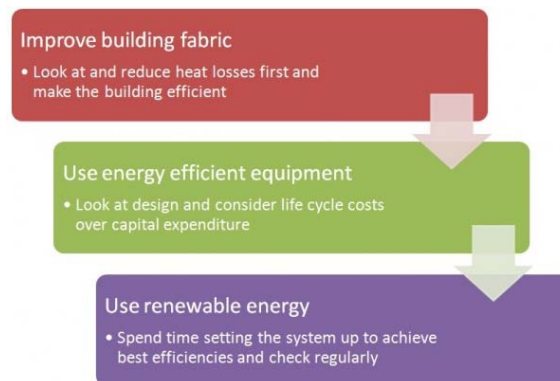 Improve building fabric
• Look at and reduce heat losses first and
make the building efficient
Use energy efficient equipment
• Look at design and consider life cycle costs
over capital expenditure
Use renewable energy
• Spend time setting the system up to achieve
best efficiencies and check regularly